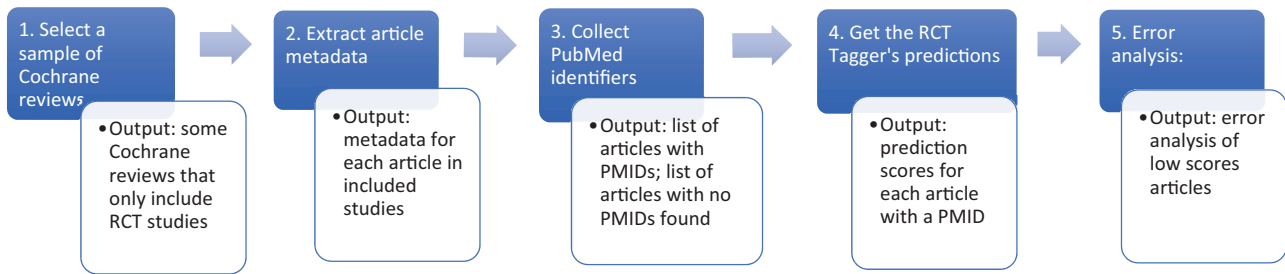 1. Select a
sample of
Cochrane
reviews
•Output: some
Cochrane
reviews that
only include
RCT studies
2. Extract article
metadata
•Output:
metadata for
each article in
included
studies
3. Collect
PubMed
identifiers
•Output: list of
articles with
PMIDs; list of
articles with no
PMIDs found
4. Get the RCT
Tagger's predictions
•Output:
prediction
scores for
each article
with a PMID
5. Error
analysis:
•Output: error
analysis of
low scores
articles